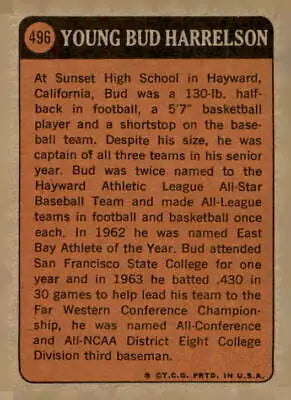 496 YOUNG BUD HARRELSON
At Sunset High School in Hayward,
California, Bud was a 130-lb. half-
back in football, a 5'7" basketball
player and a shortstop on the base-
ball team. Despite his size, he was
captain of all three teams in his senior
year. Bud was twice named to the
Hayward Athletic League All-Star
Baseball Team and made All-League
teams in football and basketball once
each. In 1962 he was named East
Bay Athlete of the Year. Bud attended
San Francisco State College for one
year and in 1963 he batted .430 in
30 games to help lead his team to the
Far Western Conference Champion-
ship, he was named All-Conference
and All-NCAA District Eight College
Division third baseman.
© T.C.G. PRTD. IN U.S.A.